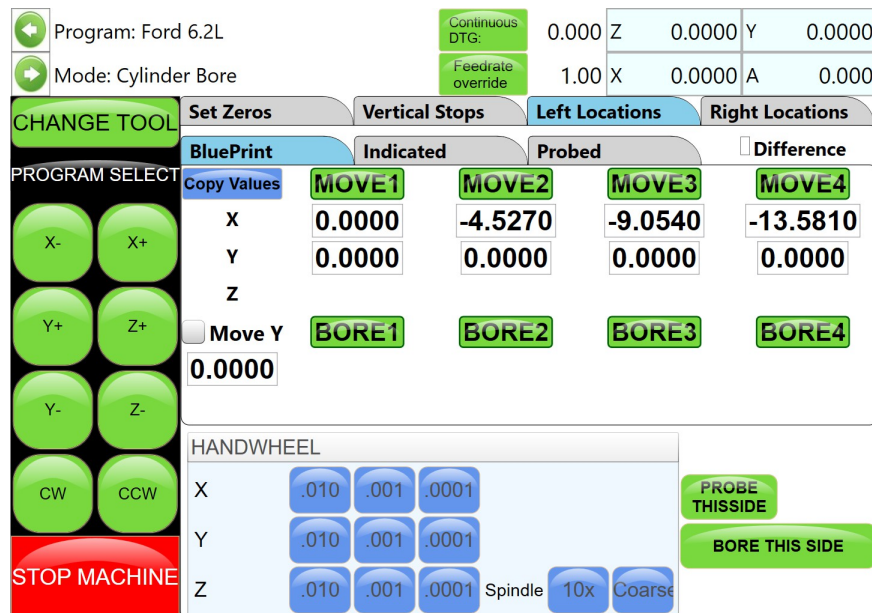 Program: Ford 6.2L
Continuous DTG: 0.000 Z 0.0000 Y 0.0000
Mode: Cylinder Bore
Feedrate override 1.00 X 0.0000 A 0.000
CHANGE TOOL
Set Zeros Vertical Stops Left Locations Right Locations
BluePrint Indicated Probed Difference
PROGRAM SELECT
Copy Values MOVE1 MOVE2 MOVE3 MOVE4
X 0.0000 -4.5270 -9.0540 -13.5810
Y 0.0000 0.0000 0.0000 0.0000
Z
Move Y BORE1 BORE2 BORE3 BORE4
0.0000
X- X+
Y+ Z+
Y- Z-
CW CCW
STOP MACHINE
HANDWHEEL
X .010 .001 .0001
Y .010 .001 .0001
Z .010 .001 .0001 Spindle 10x Coarse
PROBE
THISSIDE
BORE THIS SIDE